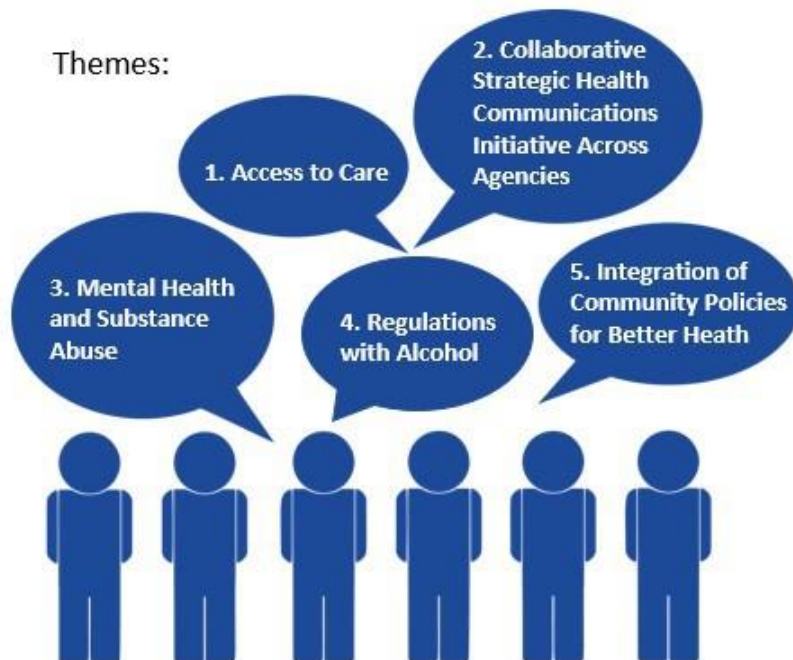 Themes:
1. Access to Care
2. Collaborative
Strategic Health
Communications
Initiative Across
Agencies
3. Mental Health
and Substance
Abuse
4. Regulations
with Alcohol
5. Integration of
Community Policies
for Better Heath